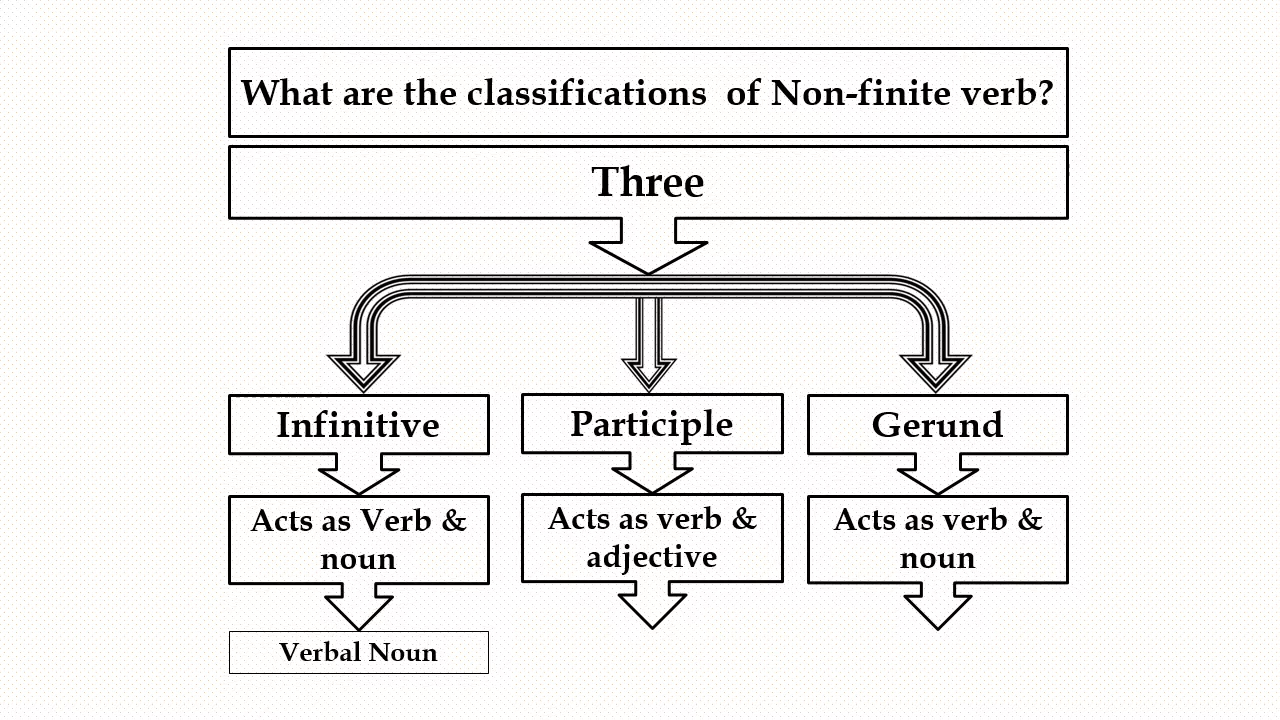 What are the classifications of Non-finite verb?
Three
Infinitive
Participle
Gerund
Acts as Verb &
noun
Acts as verb &
adjective
Acts as verb &
noun
Verbal Noun